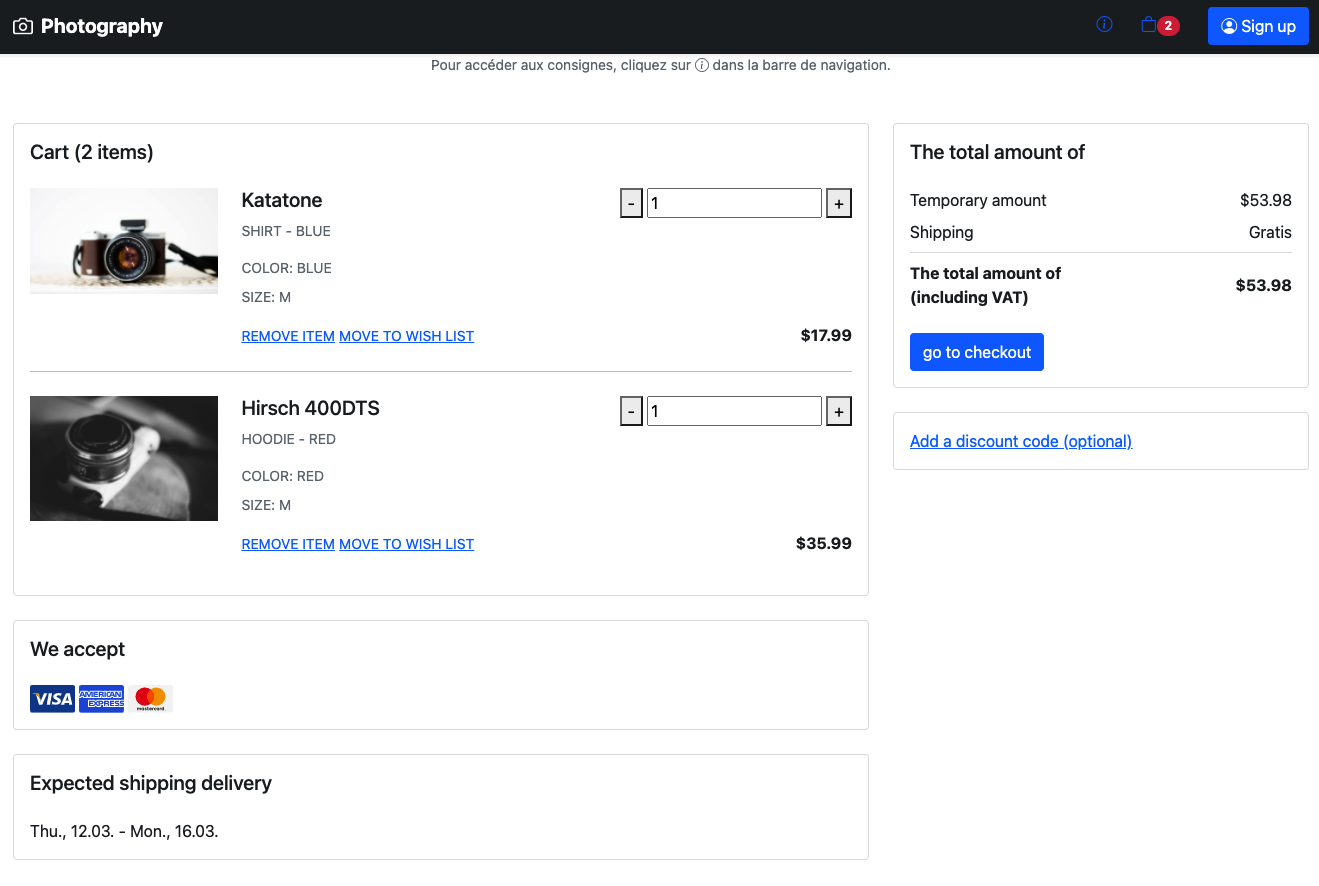 Photography
2
Sign up
Pour accéder aux consignes, cliquez sur i dans la barre de navigation.
Cart (2 items)
Katatone
- 1 +
SHIRT - BLUE
COLOR: BLUE
SIZE: M
REMOVE ITEM MOVE TO WISH LIST
$17.99
Hirsch 400DTS
- 1 +
HOODIE - RED
COLOR: RED
SIZE: M
REMOVE ITEM MOVE TO WISH LIST
$35.99
We accept
VISA
AMERICAN
EXPRESS
mastercard
Expected shipping delivery
Thu., 12.03. - Mon., 16.03.
The total amount of
Temporary amount $53.98
Shipping Gratis
The total amount of
(including VAT)
$53.98
go to checkout
Add a discount code (optional)